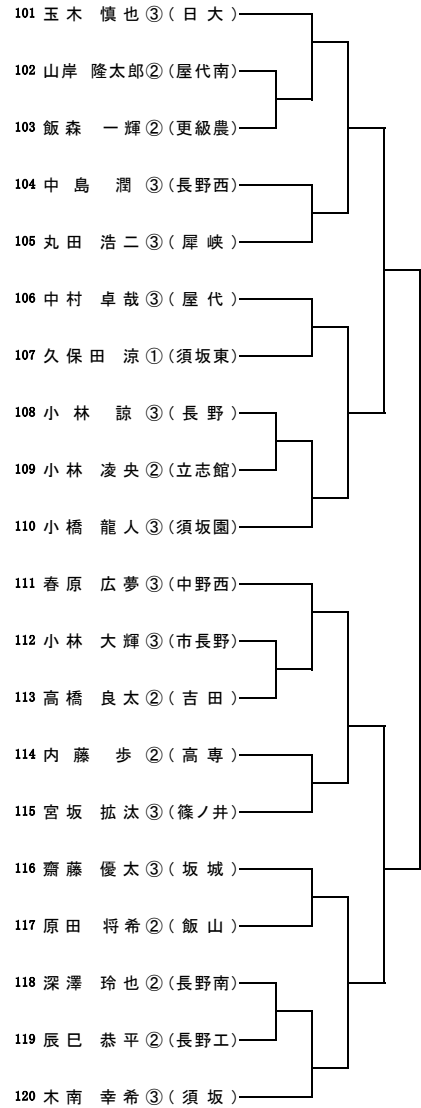 101 玉木 慎也③(日大)
102 山岸 隆太郎②(屋代南)
103 飯森 一輝②(更級農)
104 中島 潤③(長野西)
105 丸田 浩二③(犀峡)
106 中村 卓哉③(屋代)
107 久保田 涼①(須坂東)
108 小林 諒③(長野)
109 小林 凌央②(立志館)
110 小橋 龍人③(須坂園)
111 春原 広夢③(中野西)
112 小林 大輝③(市長野)
113 高橋 良太②(吉田)
114 内藤 歩②(高専)
115 宮坂 拡汰③(篠ノ井)
116 齋藤 優太③(坂城)
117 原田 将希②(飯山)
118 深澤 玲也②(長野南)
119 辰巳 恭平②(長野工)
120 木南 幸希③(須坂)